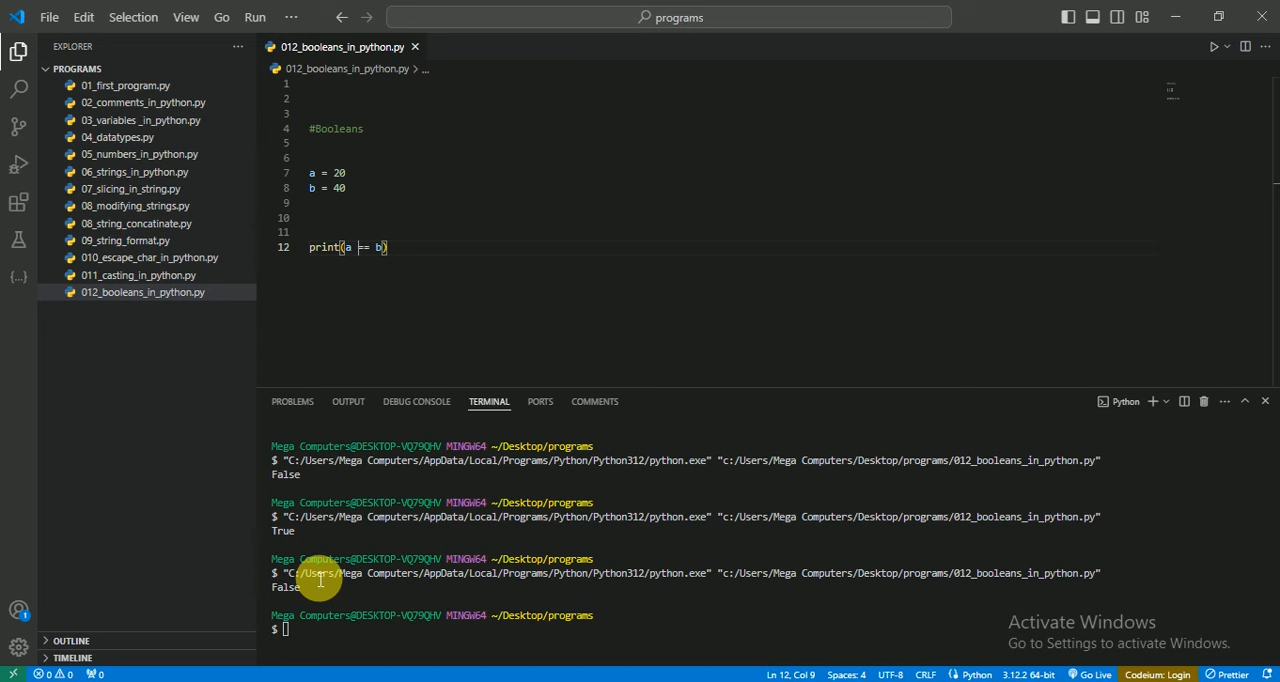 File Edit Selection View Go Run ...
programs
EXPLORER
PROGRAMS
01_first_program.py
02_comments_in_python.py
03_variables _in_python.py
04_datatypes.py
05_numbers_in_python.py
06_strings_in_python.py
07_slicing_in_string.py
08_modifying_strings.py
08_string_concatinate.py
09_string_format.py
010_escape_char_in_python.py
011_casting_in_python.py
012_booleans_in_python.py
OUTLINE
TIMELINE
012_booleans_in_python.py
012_booleans_in_python.py > ...
1
2
3
4 #Booleans
5
6
7 a = 20
8 b = 40
9
10
11
12 print(a == b)
PROBLEMS OUTPUT DEBUG CONSOLE TERMINAL PORTS COMMENTS
Python
Mega Computers@DESKTOP-VQ79QHV MINGW64 ~/Desktop/programs
$ "C:/Users/Mega Computers/AppData/Local/Programs/Python/Python312/python.exe" "c:/Users/Mega Computers/Desktop/programs/012_booleans_in_python.py"
False
Mega Computers@DESKTOP-VQ79QHV MINGW64 ~/Desktop/programs
$ "C:/Users/Mega Computers/AppData/Local/Programs/Python/Python312/python.exe" "c:/Users/Mega Computers/Desktop/programs/012_booleans_in_python.py"
True
Mega Computers@DESKTOP-VQ79QHV MINGW64 ~/Desktop/programs
$ "C:/Users/Mega Computers/AppData/Local/Programs/Python/Python312/python.exe" "c:/Users/Mega Computers/Desktop/programs/012_booleans_in_python.py"
False
Mega Computers@DESKTOP-VQ79QHV MINGW64 ~/Desktop/programs
$
Activate Windows
Go to Settings to activate Windows.
0 0 0 Ln 12, Col 9 Spaces: 4 UTF-8 CRLF Python 3.12.2 64-bit Go Live Codeium: Login Prettier